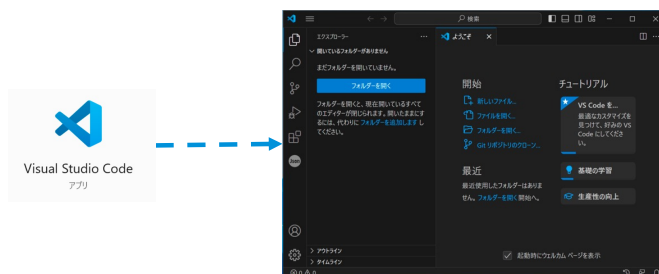 Visual Studio Code
アプリ
検索
エクスプローラー
開いているフォルダーがありません
まだフォルダーを開いていません。
フォルダーを開く
フォルダーを開くと、現在開いているすべて
のエディターが閉じられます。開いたままにす
るには、代わりに フォルダーを追加します し
てください。
アウトライン
タイムライン
ようこそ
開始
新しいファイル...
ファイルを開く...
フォルダーを開く...
Git リポジトリのクローン...
最近
最近使用したフォルダーはありま
せん。フォルダーを開く 開始へ。
チュートリアル
VS Code を...
最適なカスタマイズを
見つけて、好みの VS
Code にしてくださ
い。
基礎の学習
生産性の向上
起動時にウェルカム ページを表示
0 0